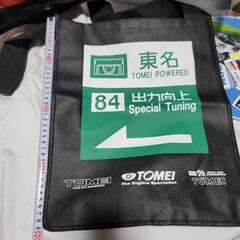 東名
TOMEI POWERED
84 出力向上
Special Tuning
TOMEI TOMEI TOMEI
The Engine Specialist